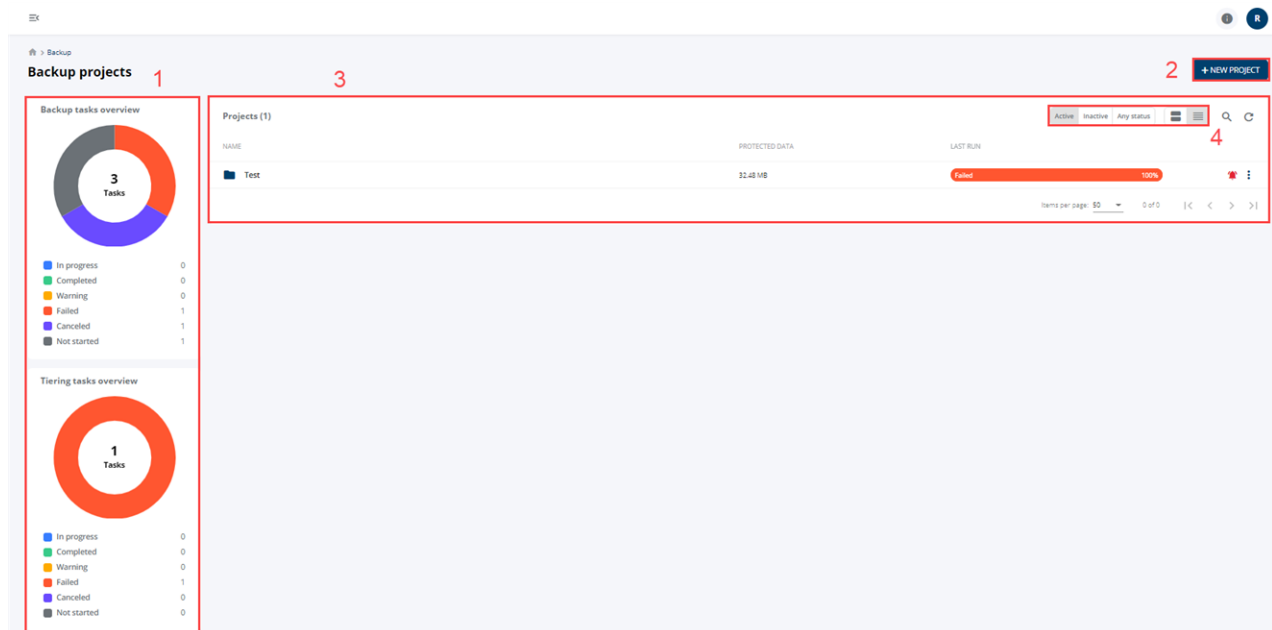 R
> Backup
Backup projects
1
3
2
+ NEW PROJECT
Backup tasks overview
3
Tasks
In progress 0
Completed 0
Warning 0
Failed 1
Canceled 1
Not started 1
Tiering tasks overview
1
Tasks
In progress 0
Completed 0
Warning 0
Failed 1
Canceled 0
Not started 0
Projects (1)
Active Inactive Any status
4
NAME PROTECTED DATA LAST RUN
Test 32.48 MB Failed 100%
Items per page: 50 0 of 0